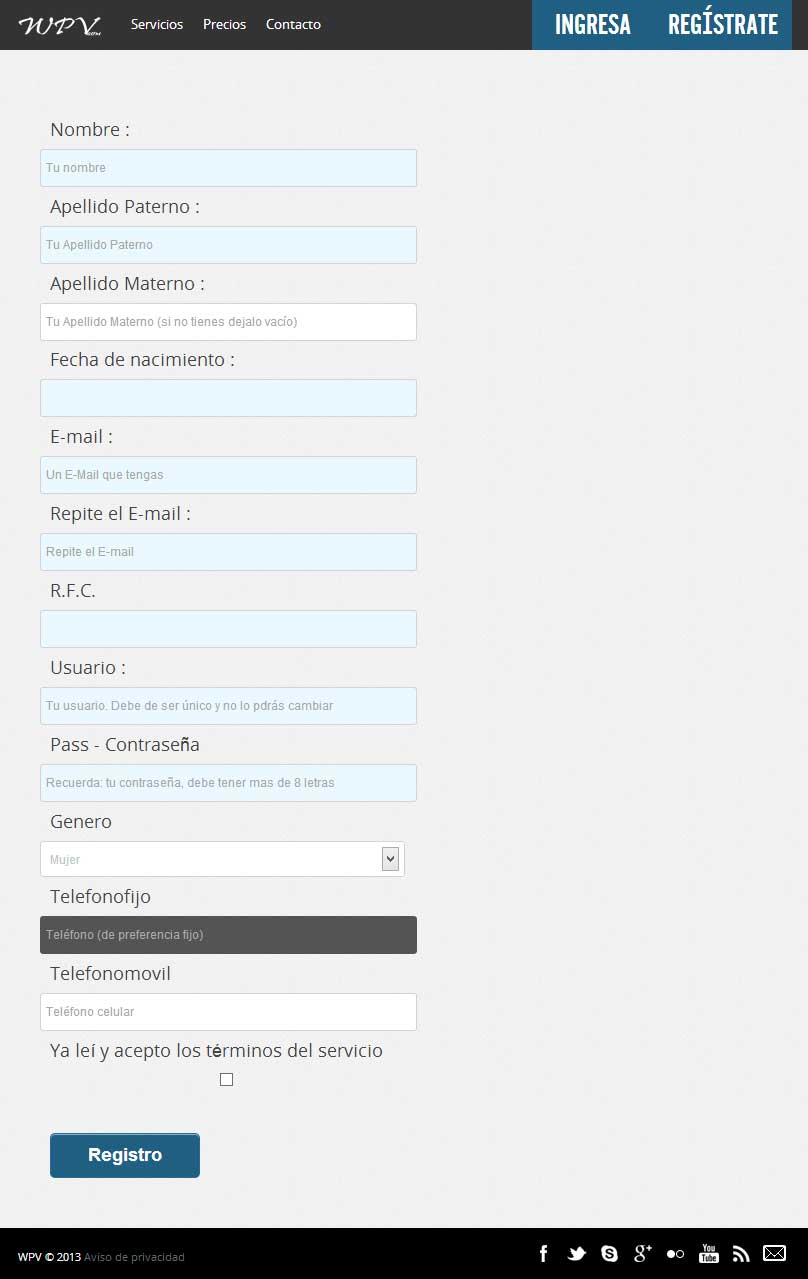 WPV.com
Servicios Precios Contacto
INGRESA REGÍSTRATE
Nombre :
Tu nombre
Apellido Paterno :
Tu Apellido Paterno
Apellido Materno :
Tu Apellido Materno (si no tienes dejalo vacío)
Fecha de nacimiento :
E-mail :
Un E-Mail que tengas
Repite el E-mail :
Repite el E-mail
R.F.C.
Usuario :
Tu usuario. Debe de ser único y no lo pdrás cambiar
Pass - Contraseña
Recuerda: tu contraseña, debe tener mas de 8 letras
Genero
Mujer
Telefonofijo
Teléfono (de preferencia fijo)
Telefonomovil
Teléfono celular
Ya leí y acepto los términos del servicio
Registro
WPV © 2013 Aviso de privacidad
You
Tube